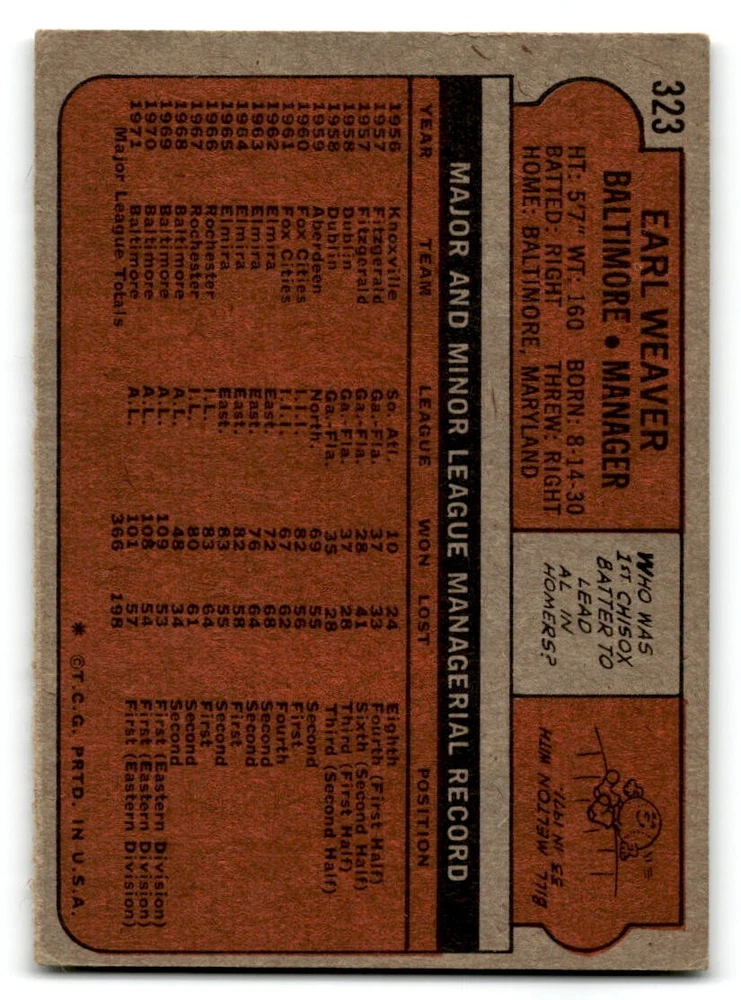 323
EARL WEAVER
BALTIMORE • MANAGER
HT: 5'7" WT: 160 BORN: 8-14-30
BATTED: RIGHT THREW: RIGHT
HOME: BALTIMORE, MARYLAND
WHO WAS
1ST CHISOX
BATTER TO
LEAD
AL IN
HOMERS?
BILL MELTON WITH
33 IN 1971.
MAJOR AND MINOR LEAGUE MANAGERIAL RECORD
YEAR TEAM LEAGUE WON LOST POSITION
1956 Knoxville So. Atl. 10 24 Eighth
1957 Fitzgerald Ga.-Fla. 37 33 Fourth (First Half)
1957 Fitzgerald Ga.-Fla. 28 41 Sixth (Second Half)
1958 Dublin Ga.-Fla. 37 28 Third (First Half)
1958 Dublin Ga.-Fla. 35 28 Third (Second Half)
1959 Aberdeen North. 69 55 Second
1960 Fox Cities I.I.I. 82 56 First
1961 Fox Cities I.I.I. 67 62 Fourth
1962 Elmira East. 72 68 Second
1963 Elmira East. 76 64 Second
1964 Elmira East. 82 58 First
1965 Elmira East. 83 55 Second
1966 Rochester I.L. 83 64 First
1967 Rochester I.L. 80 61 Second
1968 Baltimore A.L. 48 34 Second
1969 Baltimore A.L. 109 53 First (Eastern Division)
1970 Baltimore A.L. 108 54 First (Eastern Division)
1971 Baltimore A.L. 101 57 First (Eastern Division)
Major League Totals 366 198
* ©T.C.G. PRTD. IN U.S.A.